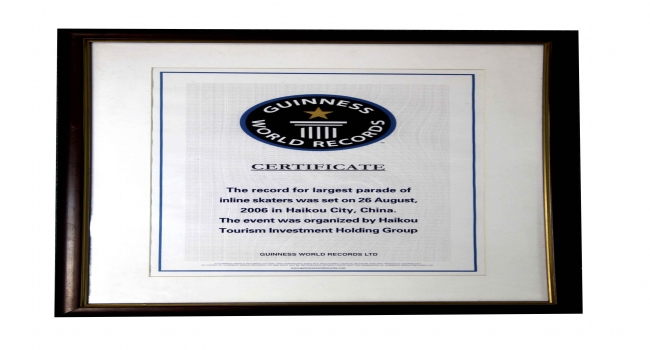 GUINNESS
WORLD RECORDS
CERTIFICATE
The record for largest parade of
inline skaters was set on 26 August,
2006 in Haikou City, China.
The event was organized by Haikou
Tourism Investment Holding Group
GUINNESS WORLD RECORDS LTD